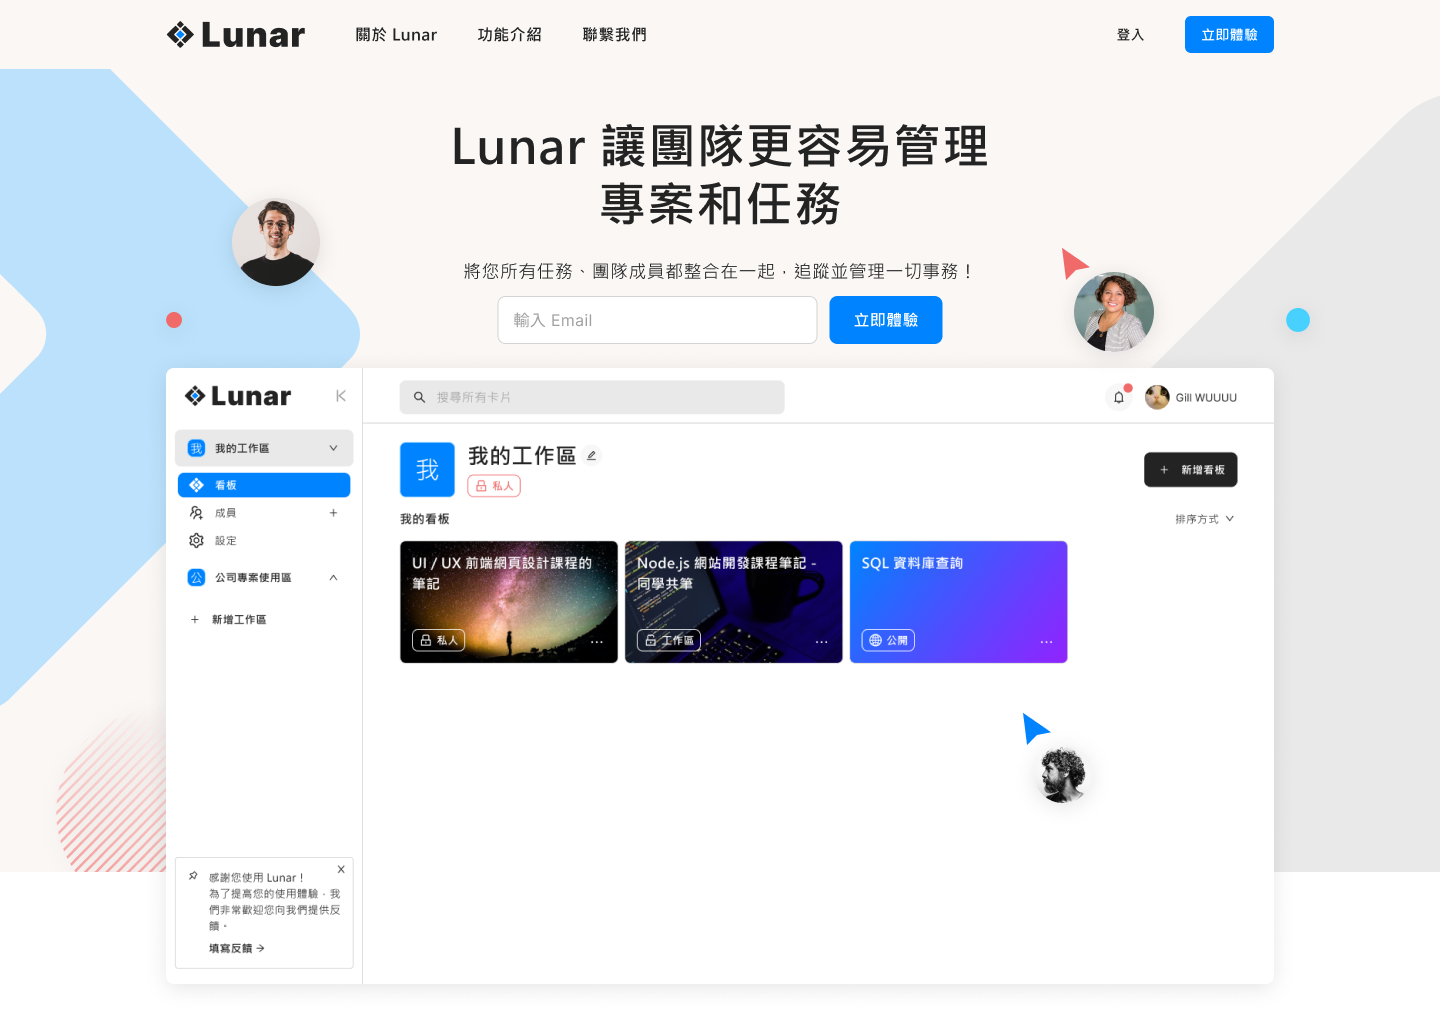 Lunar
關於 Lunar
功能介紹
聯繫我們
登入
立即體驗
Lunar 讓團隊更容易管理
專案和任務
將您所有任務、團隊成員都整合在一起，追蹤並管理一切事務！
輸入 Email
立即體驗
Lunar
搜尋所有卡片
Gill WUUUU
我 我的工作區
看板
成員
設定
公 公司專案使用區
新增工作區
我
我的工作區
私人
新增看板
我的看板
排序方式
UI / UX 前端網頁設計課程的
筆記
私人
Node.js 網站開發課程筆記 -
同學共筆
工作區
SQL 資料庫查詢
公開
感謝您使用 Lunar！
為了提高您的使用體驗，我
們非常歡迎您向我們提供反
饋。
填寫反饋 →